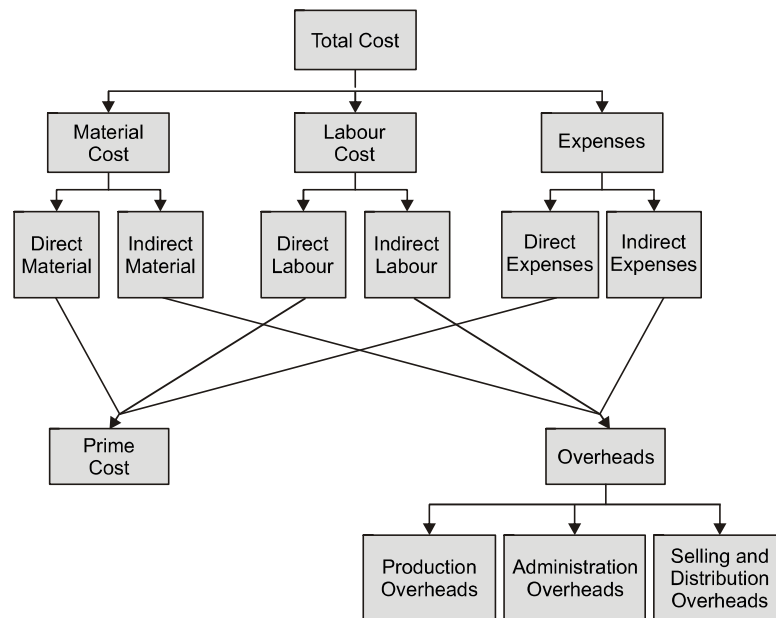 Total Cost
Material
Cost
Labour
Cost
Expenses
Direct
Material
Indirect
Material
Direct
Labour
Indirect
Labour
Direct
Expenses
Indirect
Expenses
Prime
Cost
Overheads
Production
Overheads
Administration
Overheads
Selling and
Distribution
Overheads